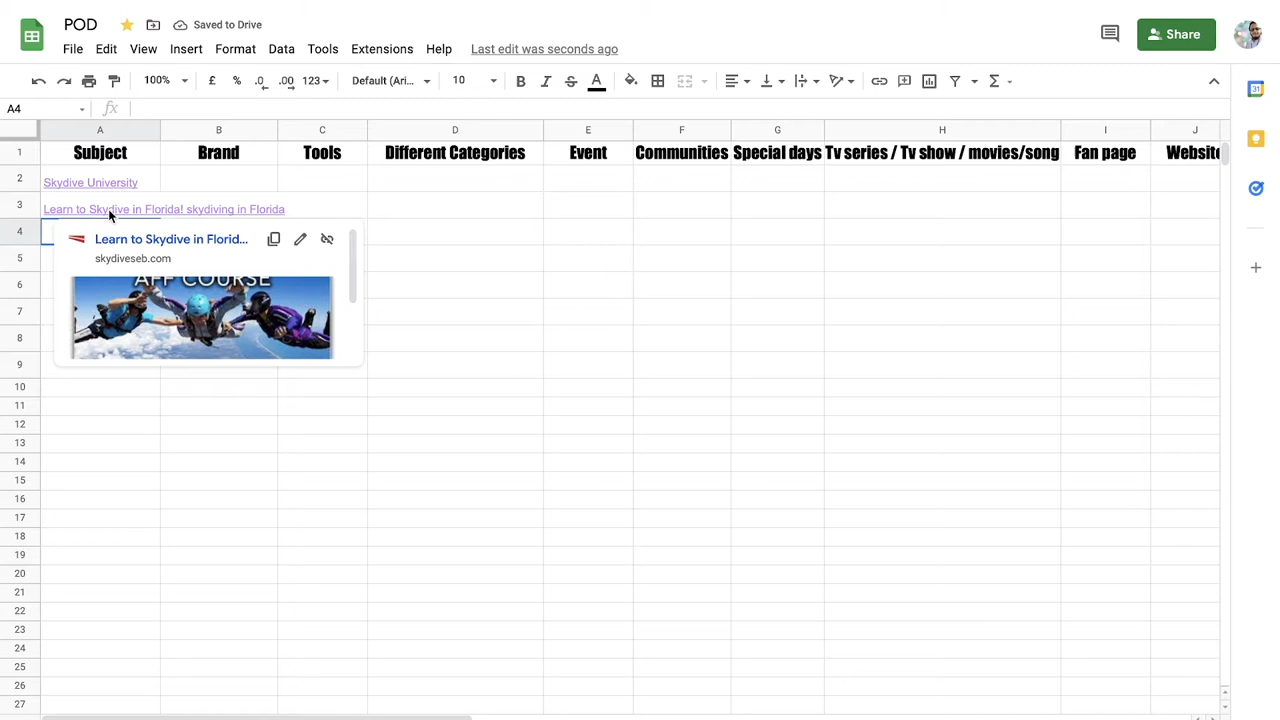 POD
Saved to Drive
File Edit View Insert Format Data Tools Extensions Help Last edit was seconds ago
Share
100% £ % .0 .00 123 Default (Ari... 10 B I S A
31
A4 fx
A B C D E F G H I J
1 Subject Brand Tools Different Categories Event Communities Special days Tv series / Tv show / movies/song Fan page Website
2 Skydive University
3 Learn to Skydive in Florida! skydiving in Florida
4 Learn to Skydive in Florid...
skydiveseb.com
5
6 AFF COURSE
7
8
9
10
11
12
13
14
15
16
17
18
19
20
21
22
23
24
25
26
27